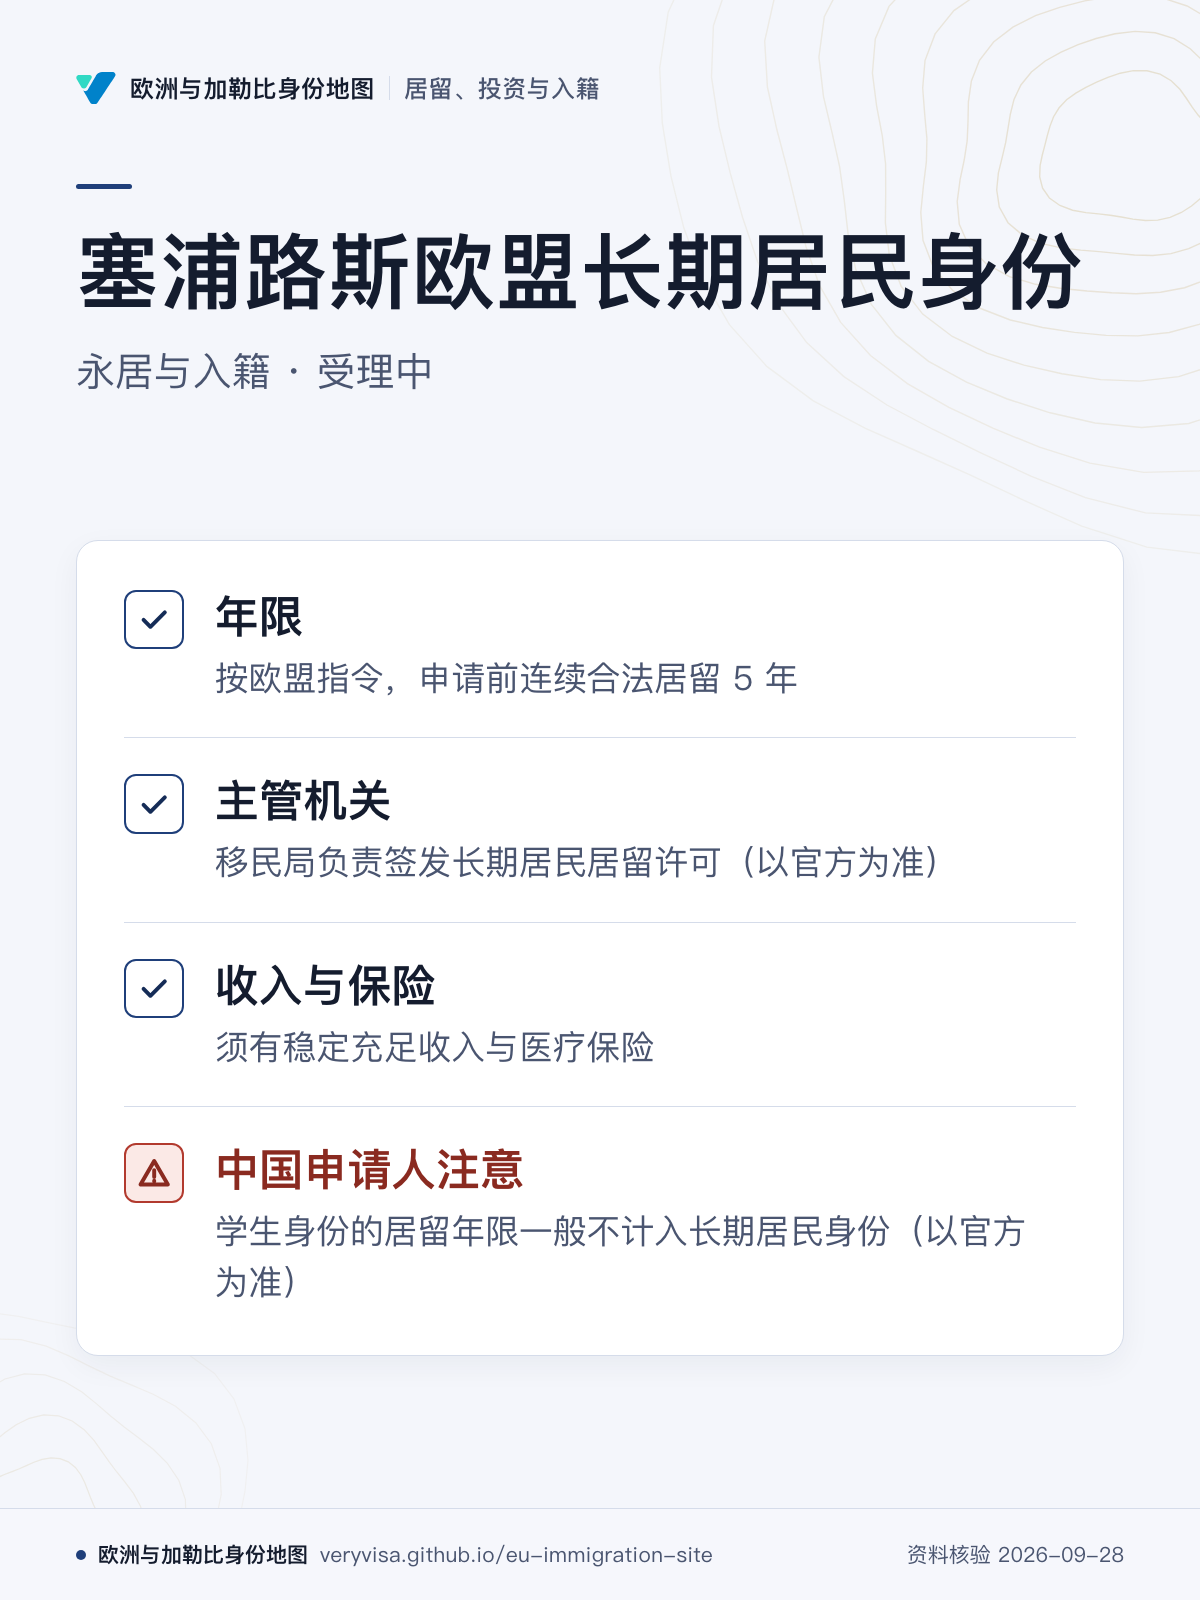 欧洲与加勒比身份地图 居留、投资与入籍
塞浦路斯欧盟长期居民身份
永居与入籍 · 受理中
年限
按欧盟指令，申请前连续合法居留 5 年
主管机关
移民局负责签发长期居民居留许可（以官方为准）
收入与保险
须有稳定充足收入与医疗保险
中国申请人注意
学生身份的居留年限一般不计入长期居民身份（以官方
为准）
欧洲与加勒比身份地图 veryvisa.github.io/eu-immigration-site 资料核验 2026-09-28